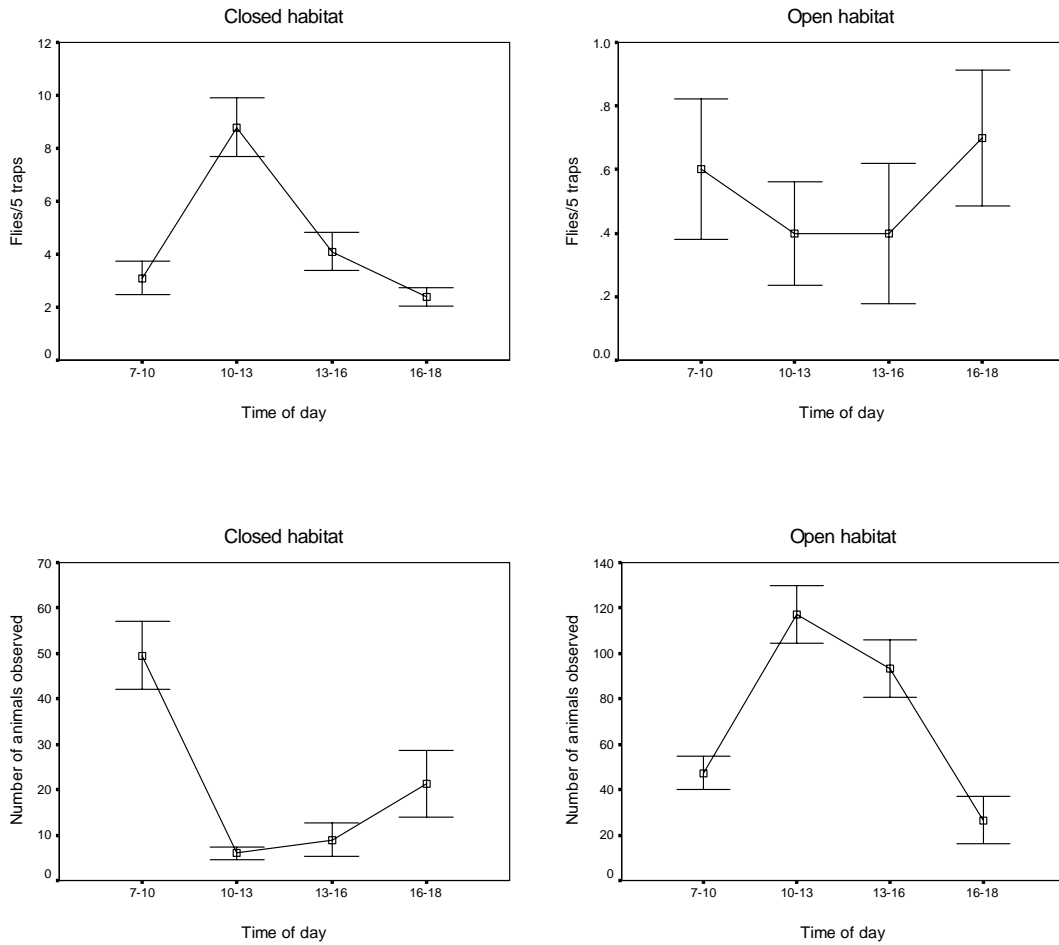 Closed habitat
12
10
8
6
4
2
0
Flies/5 traps
7-10 10-13 13-16 16-18
Time of day
Open habitat
1.0
.8
.6
.4
.2
0.0
Flies/5 traps
7-10 10-13 13-16 16-18
Time of day
Closed habitat
70
60
50
40
30
20
10
0
Number of animals observed
7-10 10-13 13-16 16-18
Time of day
Open habitat
140
120
100
80
60
40
20
0
Number of animals observed
7-10 10-13 13-16 16-18
Time of day